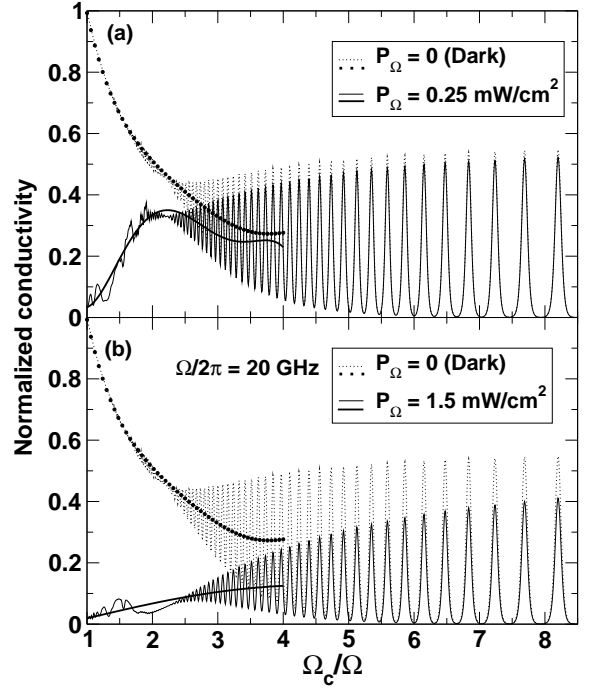 1
(a)
P_Ω = 0 (Dark)
P_Ω = 0.25 mW/cm²
0.8
0.6
0.4
0.2
0
Normalized conductivity
(b)
Ω/2π = 20 GHz
P_Ω = 0 (Dark)
P_Ω = 1.5 mW/cm²
0.8
0.6
0.4
0.2
0
1 2 3 4 5 6 7 8
Ω_c/Ω